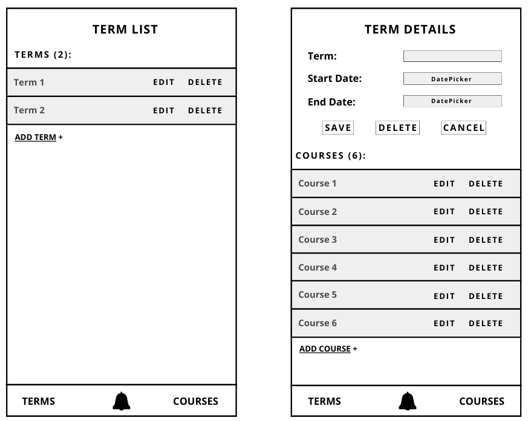 TERM LIST
TERMS (2):
Term 1 EDIT DELETE
Term 2 EDIT DELETE
ADD TERM +
TERMS COURSES
TERM DETAILS
Term:
Start Date: DatePicker
End Date: DatePicker
SAVE DELETE CANCEL
COURSES (6):
Course 1 EDIT DELETE
Course 2 EDIT DELETE
Course 3 EDIT DELETE
Course 4 EDIT DELETE
Course 5 EDIT DELETE
Course 6 EDIT DELETE
ADD COURSE +
TERMS COURSES